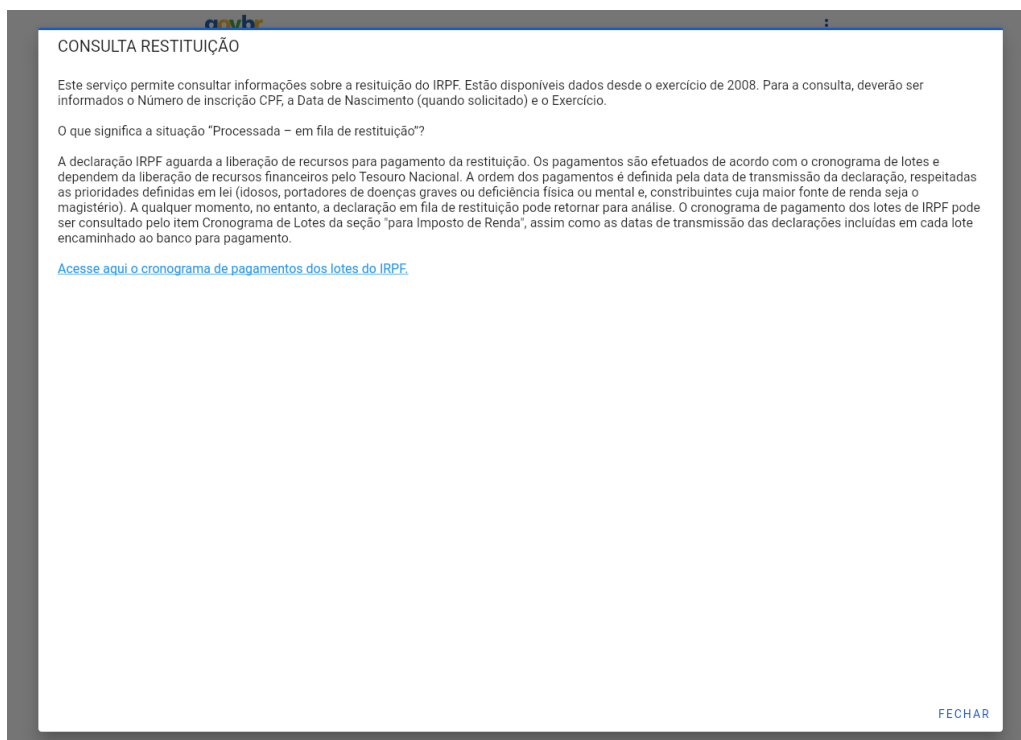 govbr
CONSULTA RESTITUIÇÃO
Este serviço permite consultar informações sobre a resituição do IRPF. Estão disponíveis dados desde o exercício de 2008. Para a consulta, deverão ser
informados o Número de inscrição CPF, a Data de Nascimento (quando solicitado) e o Exercício.
O que significa a situação “Processada – em fila de restituição”?
A declaração IRPF aguarda a liberação de recursos para pagamento da restituição. Os pagamentos são efetuados de acordo com o cronograma de lotes e
dependem da liberação de recursos financeiros pelo Tesouro Nacional. A ordem dos pagamentos é definida pela data de transmissão da declaração, respeitadas
as prioridades definidas em lei (idosos, portadores de doenças graves ou deficiência física ou mental e, constribuintes cuja maior fonte de renda seja o
magistério). A qualquer momento, no entanto, a declaração em fila de restituição pode retornar para análise. O cronograma de pagamento dos lotes de IRPF pode
ser consultado pelo item Cronograma de Lotes da seção "para Imposto de Renda", assim como as datas de transmissão das declarações incluídas em cada lote
encaminhado ao banco para pagamento.
Acesse aqui o cronograma de pagamentos dos lotes do IRPF.
FECHAR